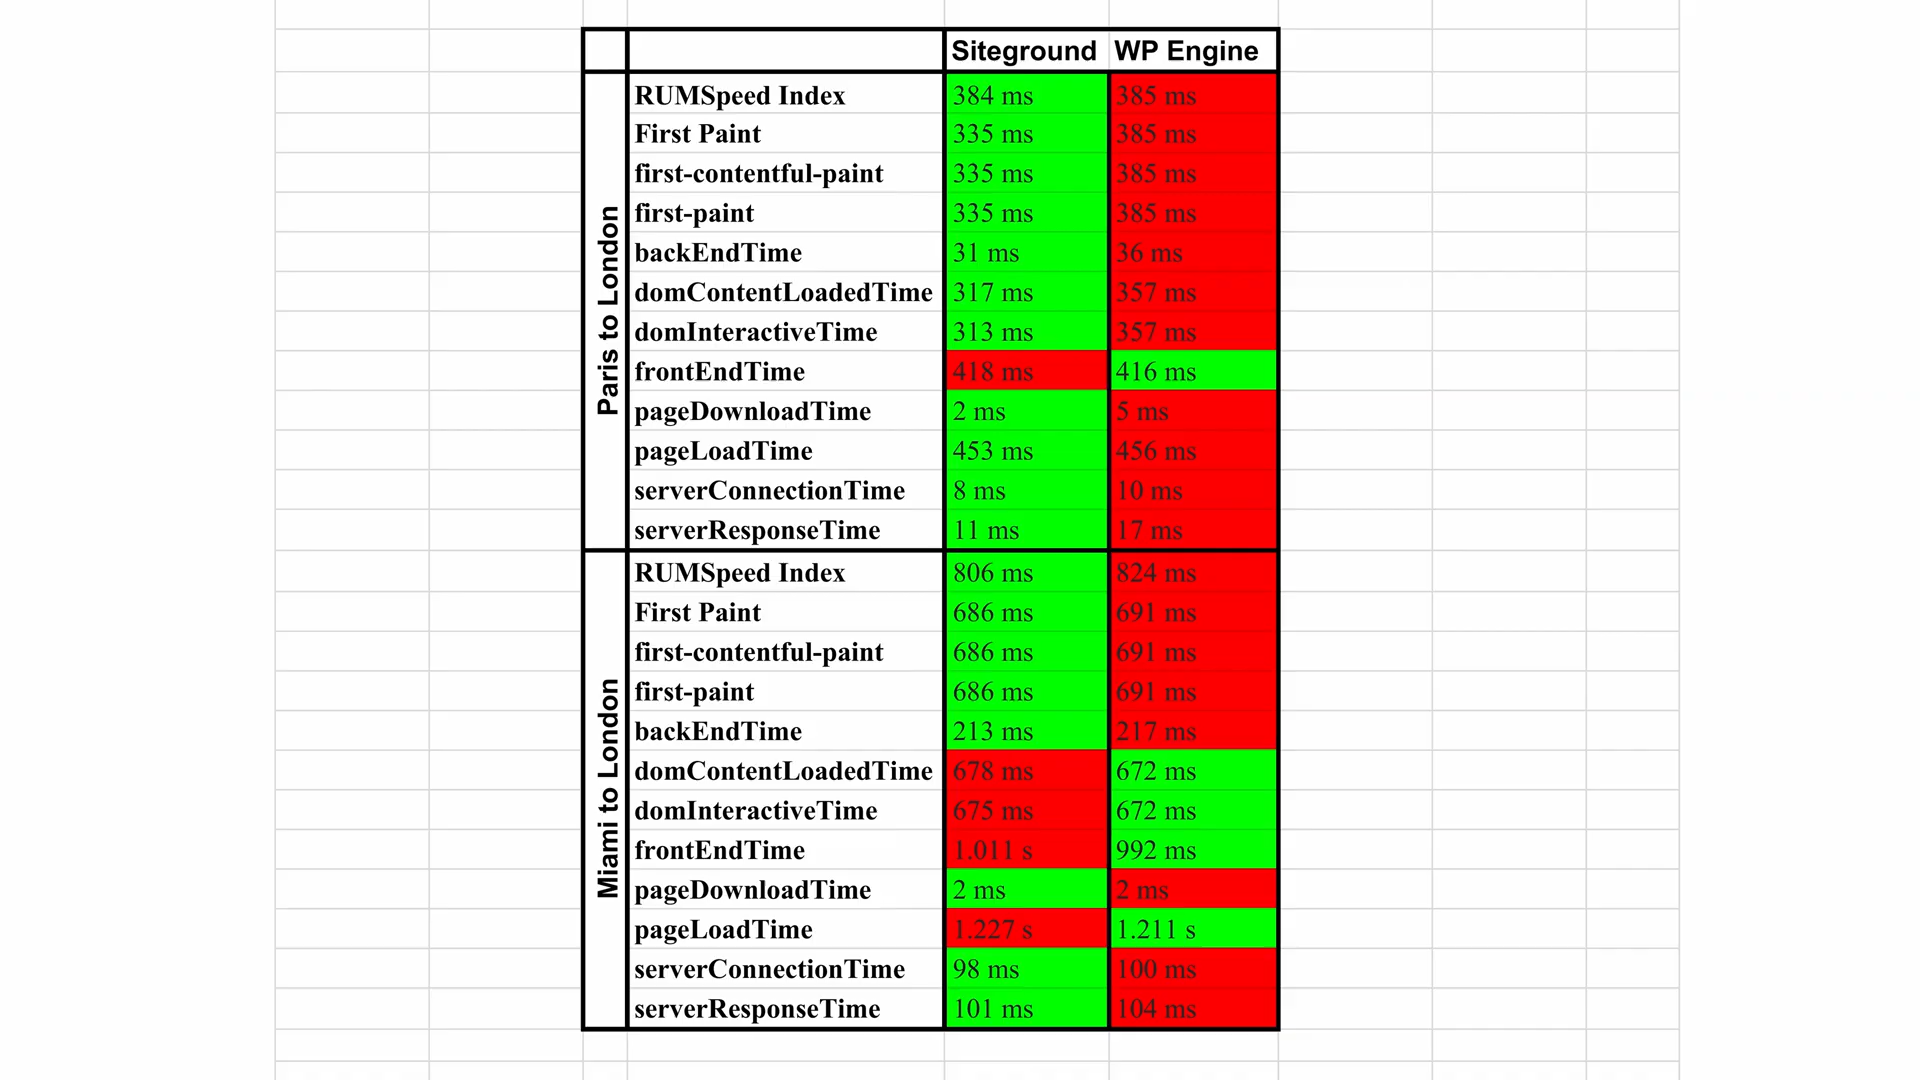 Siteground WP Engine
Paris to London
RUMSpeed Index 384 ms 385 ms
First Paint 335 ms 385 ms
first-contentful-paint 335 ms 385 ms
first-paint 335 ms 385 ms
backEndTime 31 ms 36 ms
domContentLoadedTime 317 ms 357 ms
domInteractiveTime 313 ms 357 ms
frontEndTime 418 ms 416 ms
pageDownloadTime 2 ms 5 ms
pageLoadTime 453 ms 456 ms
serverConnectionTime 8 ms 10 ms
serverResponseTime 11 ms 17 ms
Miami to London
RUMSpeed Index 806 ms 824 ms
First Paint 686 ms 691 ms
first-contentful-paint 686 ms 691 ms
first-paint 686 ms 691 ms
backEndTime 213 ms 217 ms
domContentLoadedTime 678 ms 672 ms
domInteractiveTime 675 ms 672 ms
frontEndTime 1.011 s 992 ms
pageDownloadTime 2 ms 2 ms
pageLoadTime 1.227 s 1.211 s
serverConnectionTime 98 ms 100 ms
serverResponseTime 101 ms 104 ms